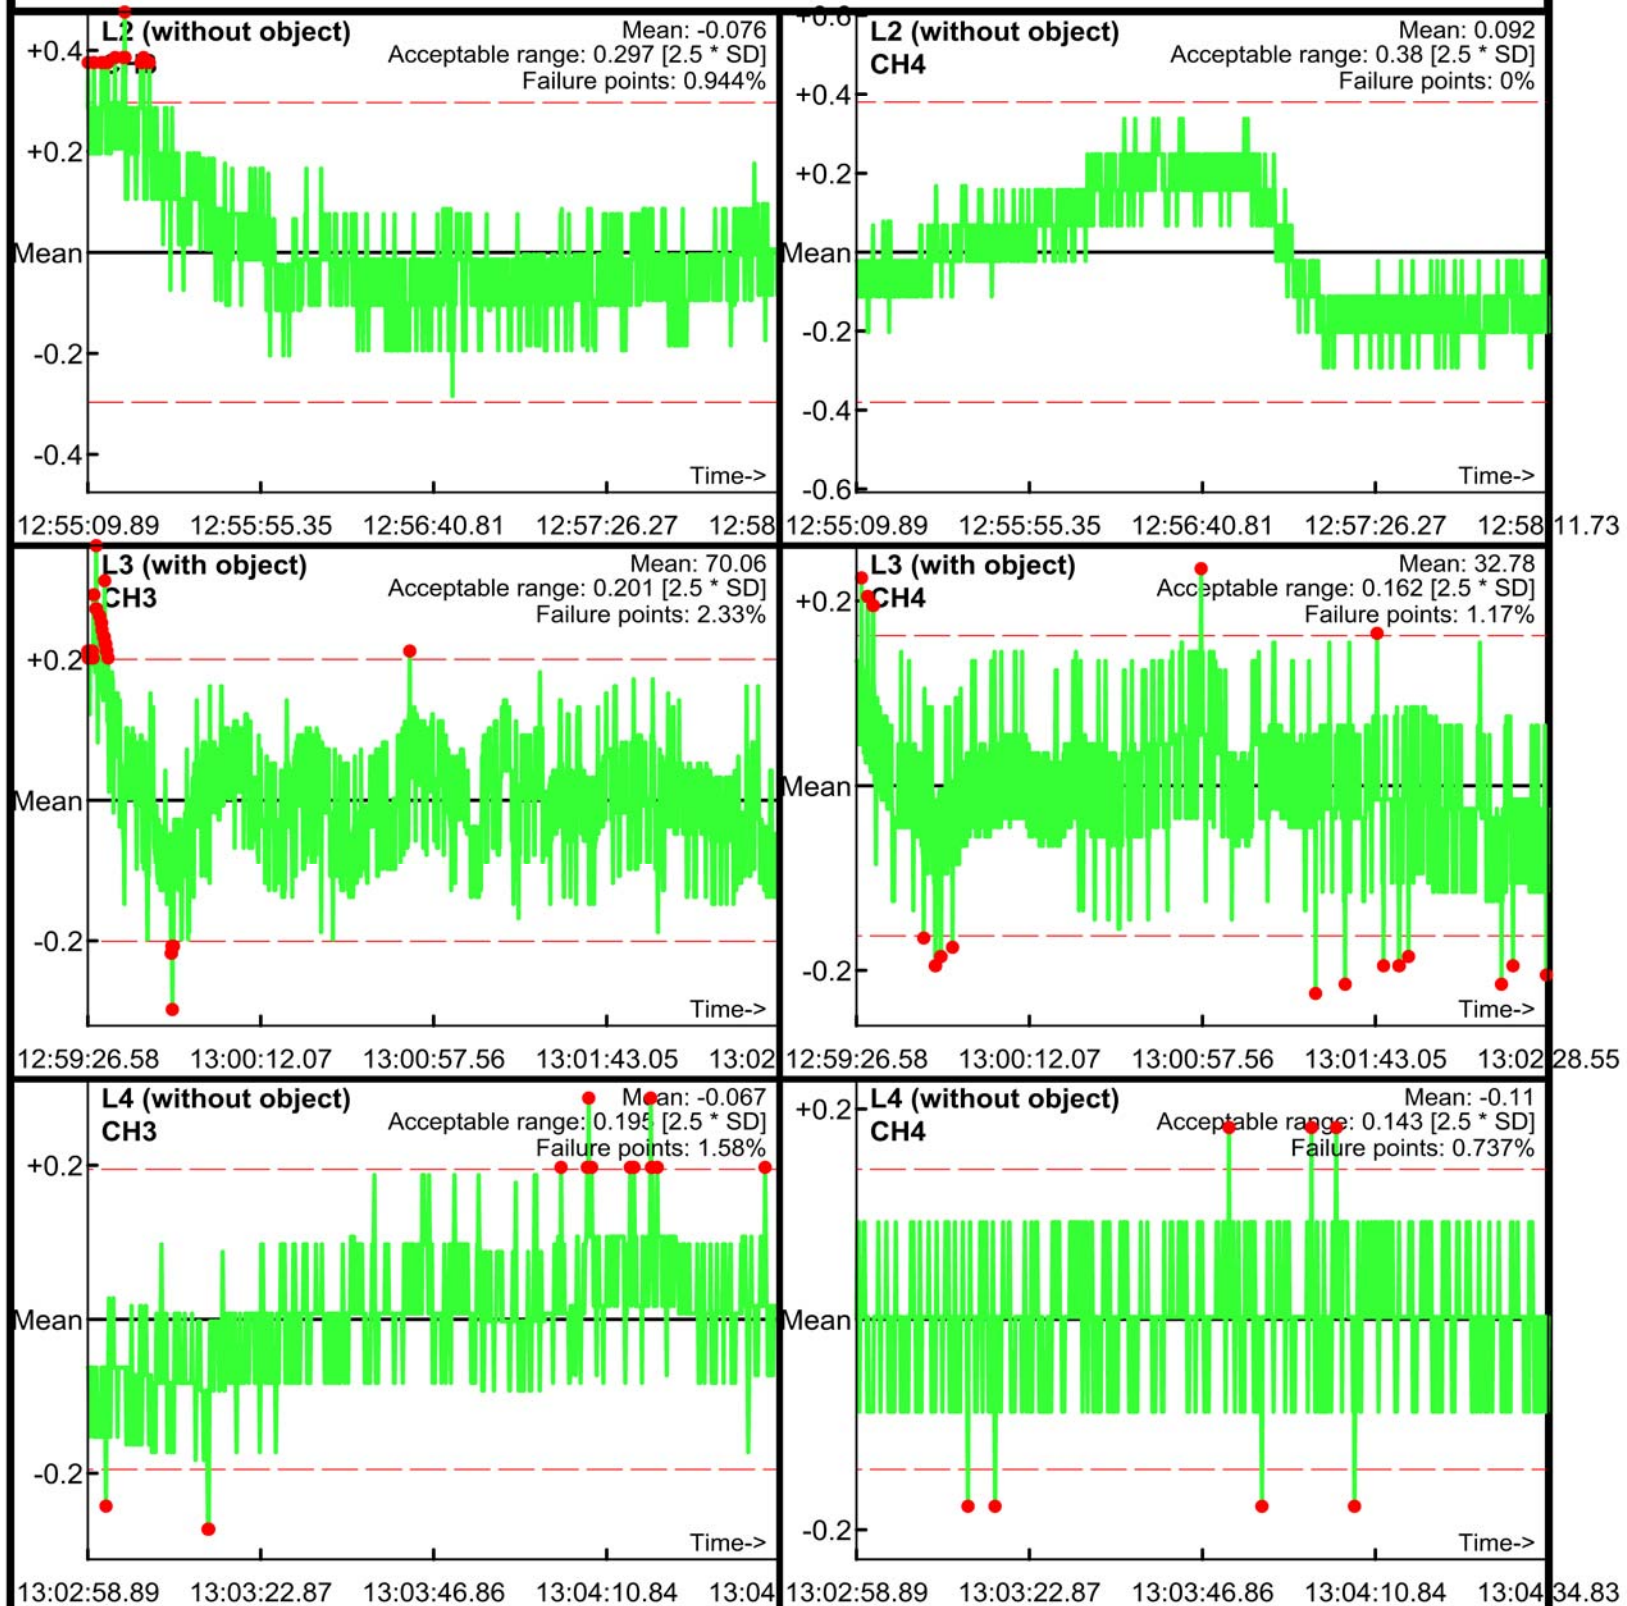 L2 (without object)
Mean: -0.076
Acceptable range: 0.297 [2.5 * SD]
Failure points: 0.944%
+0.4
+0.2
Mean
-0.2
-0.4
Time->
12:55:09.89 12:55:55.35 12:56:40.81 12:57:26.27 12:58
L2 (without object)
CH4
Mean: 0.092
Acceptable range: 0.38 [2.5 * SD]
Failure points: 0%
+0.6
+0.4
+0.2
Mean
-0.2
-0.4
-0.6
Time->
12:55:09.89 12:55:55.35 12:56:40.81 12:57:26.27 12:58:11.73
L3 (with object)
CH3
Mean: 70.06
Acceptable range: 0.201 [2.5 * SD]
Failure points: 2.33%
+0.2
Mean
-0.2
Time->
12:59:26.58 13:00:12.07 13:00:57.56 13:01:43.05 13:02
L3 (with object)
CH4
Mean: 32.78
Acceptable range: 0.162 [2.5 * SD]
Failure points: 1.17%
+0.2
Mean
-0.2
Time->
12:59:26.58 13:00:12.07 13:00:57.56 13:01:43.05 13:02:28.55
L4 (without object)
CH3
Mean: -0.067
Acceptable range: 0.195 [2.5 * SD]
Failure points: 1.58%
+0.2
Mean
-0.2
Time->
13:02:58.89 13:03:22.87 13:03:46.86 13:04:10.84 13:04
L4 (without object)
CH4
Mean: -0.11
Acceptable range: 0.143 [2.5 * SD]
Failure points: 0.737%
+0.2
Mean
-0.2
Time->
13:02:58.89 13:03:22.87 13:03:46.86 13:04:10.84 13:04:34.83